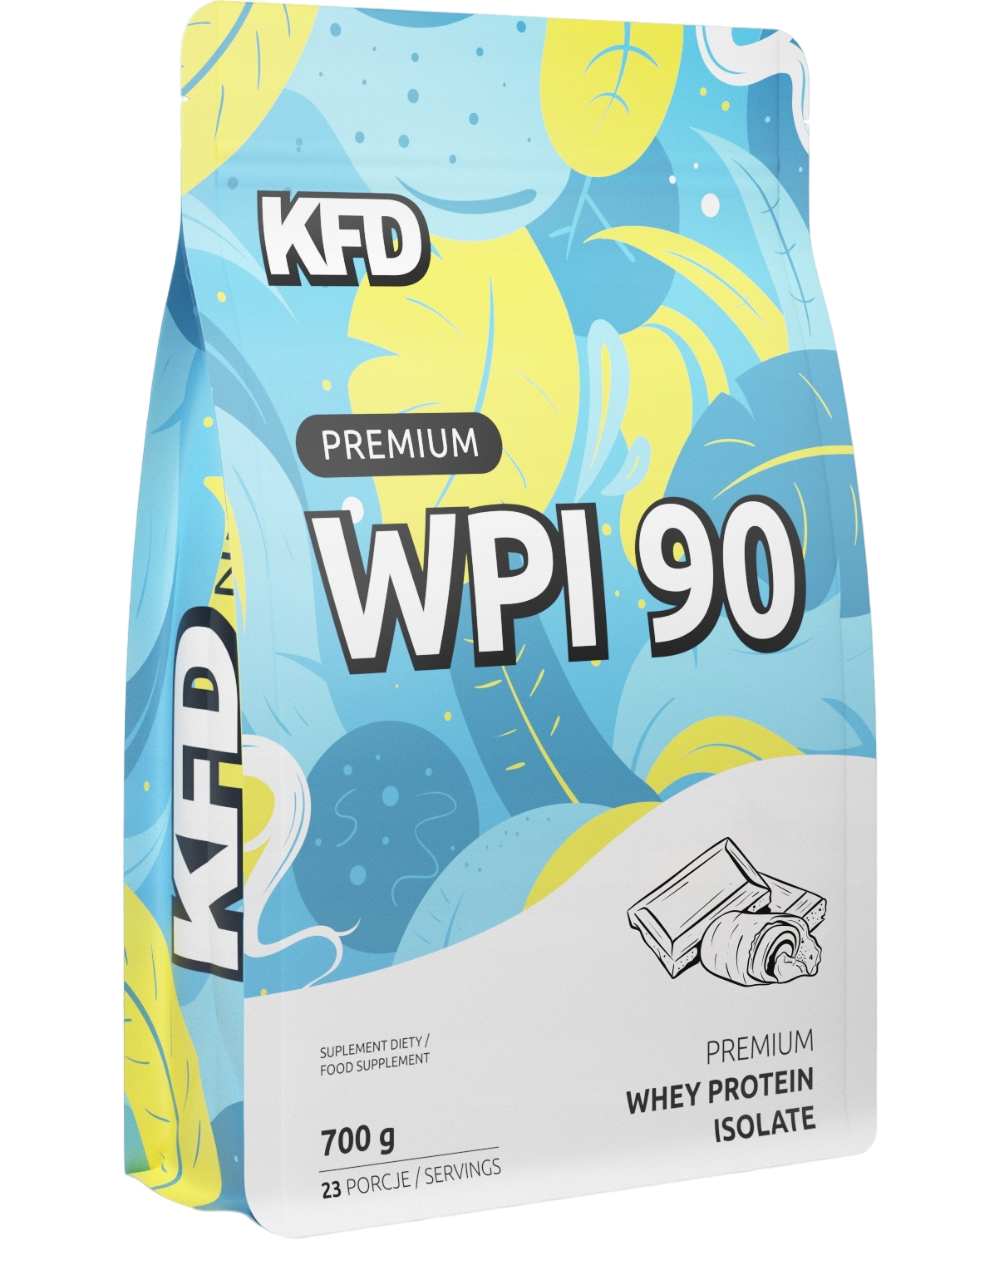 KFD
PREMIUM
WPI 90
KFD
SUPLEMENT DIETY /
FOOD SUPPLEMENT
700 g
23 PORCJE / SERVINGS
PREMIUM
WHEY PROTEIN
ISOLATE